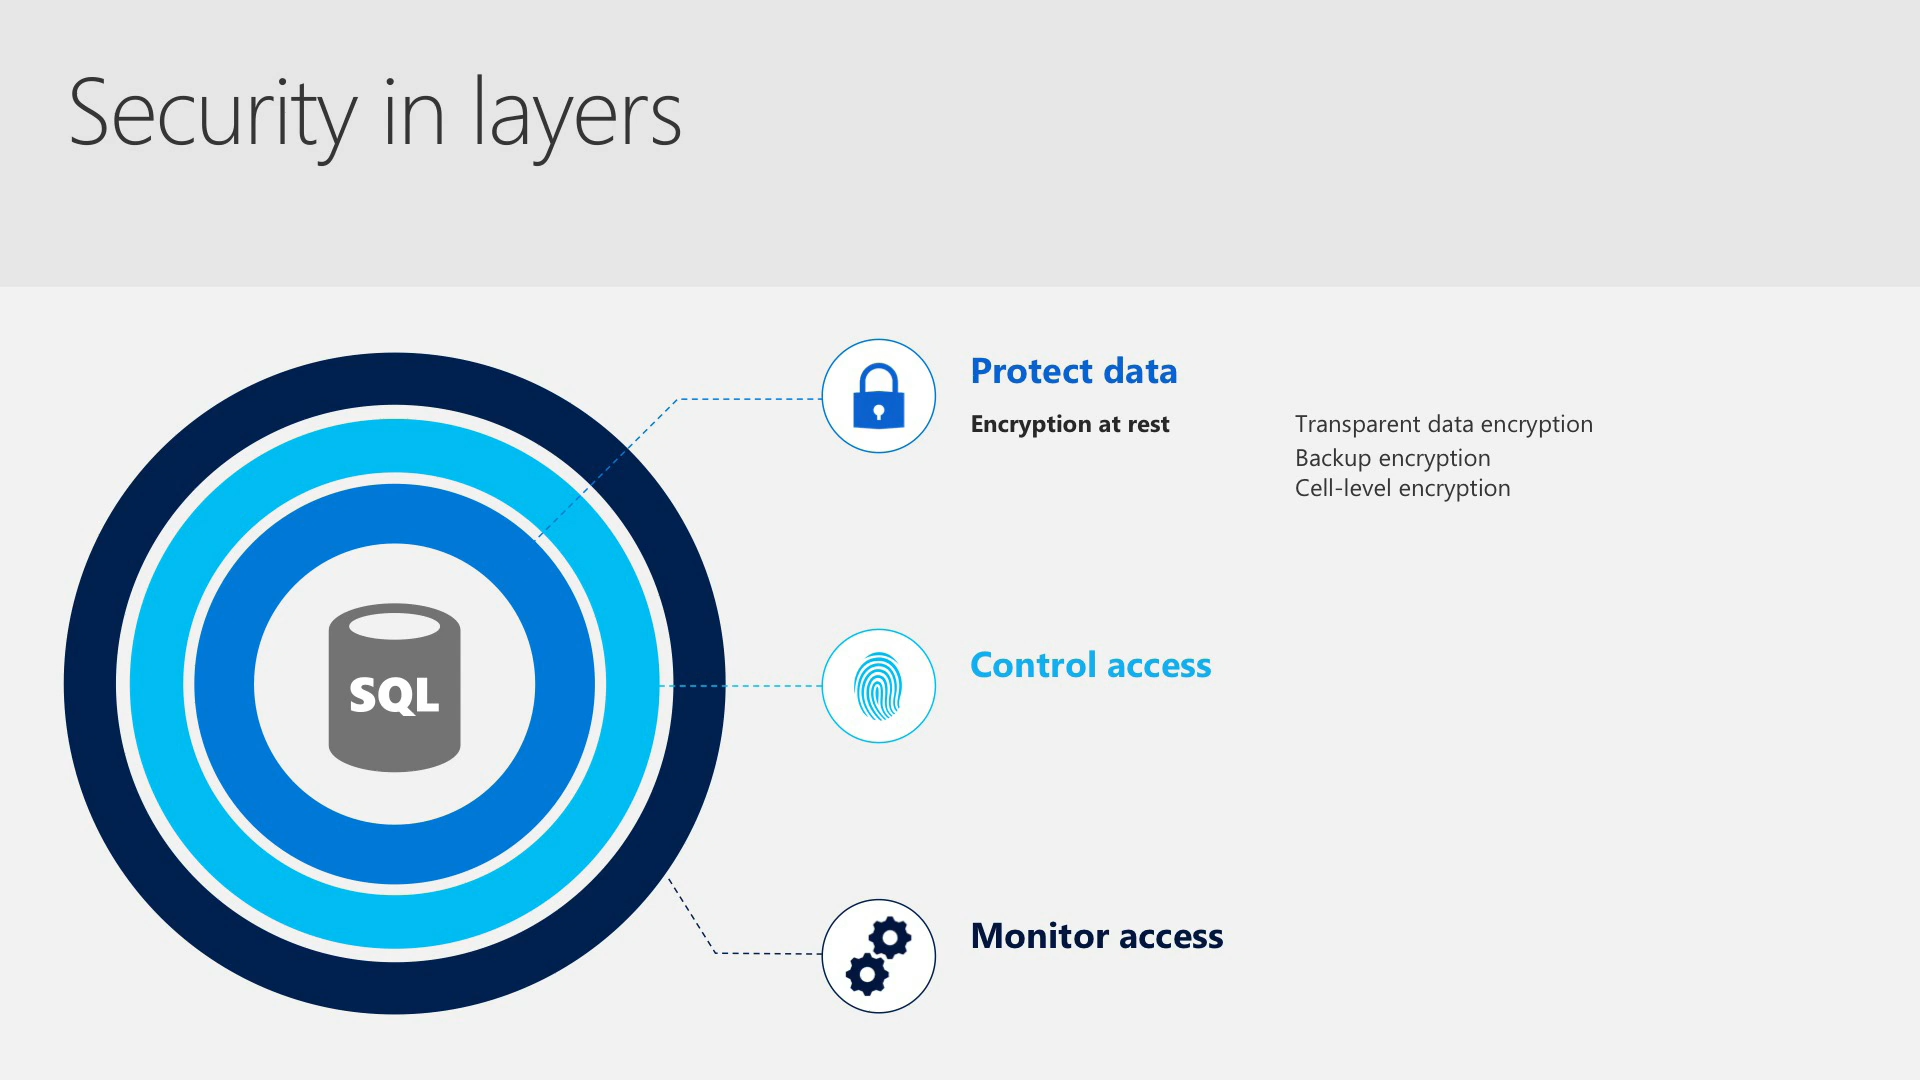 Security in layers
SQL
Protect data
Encryption at rest
Transparent data encryption
Backup encryption
Cell-level encryption
Control access
Monitor access